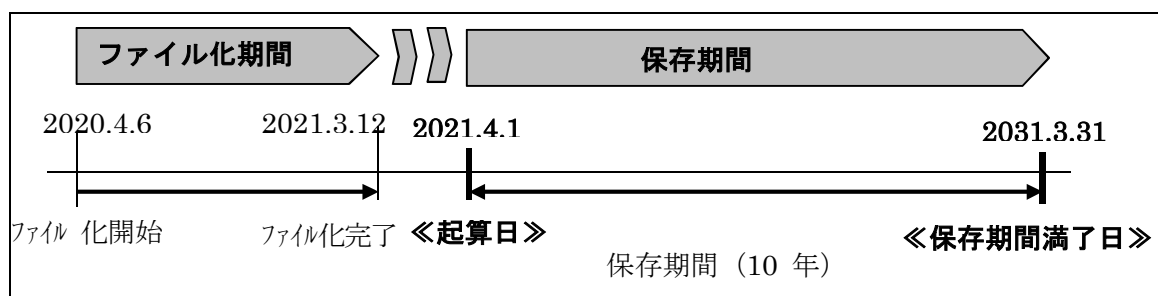 ファイル化期間
保存期間
2020.4.6
2021.3.12
2021.4.1
2031.3.31
ファイル 化開始
ファイル化完了
≪起算日≫
≪保存期間満了日≫
保存期間（10 年）